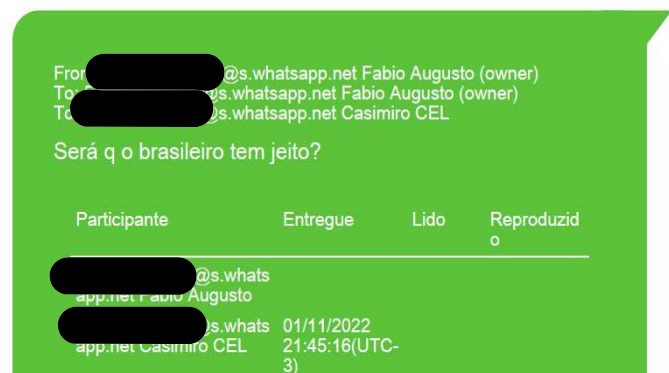 From @s.whatsapp.net Fabio Augusto (owner)
To: @s.whatsapp.net Fabio Augusto (owner)
To @s.whatsapp.net Casimiro CEL
Será q o brasileiro tem jeito?
Participante Entregue Lido Reproduzid
o
@s.whats
app.net Fabio Augusto
@s.whats 01/11/2022
app.net Casimiro CEL 21:45:16(UTC-
3)